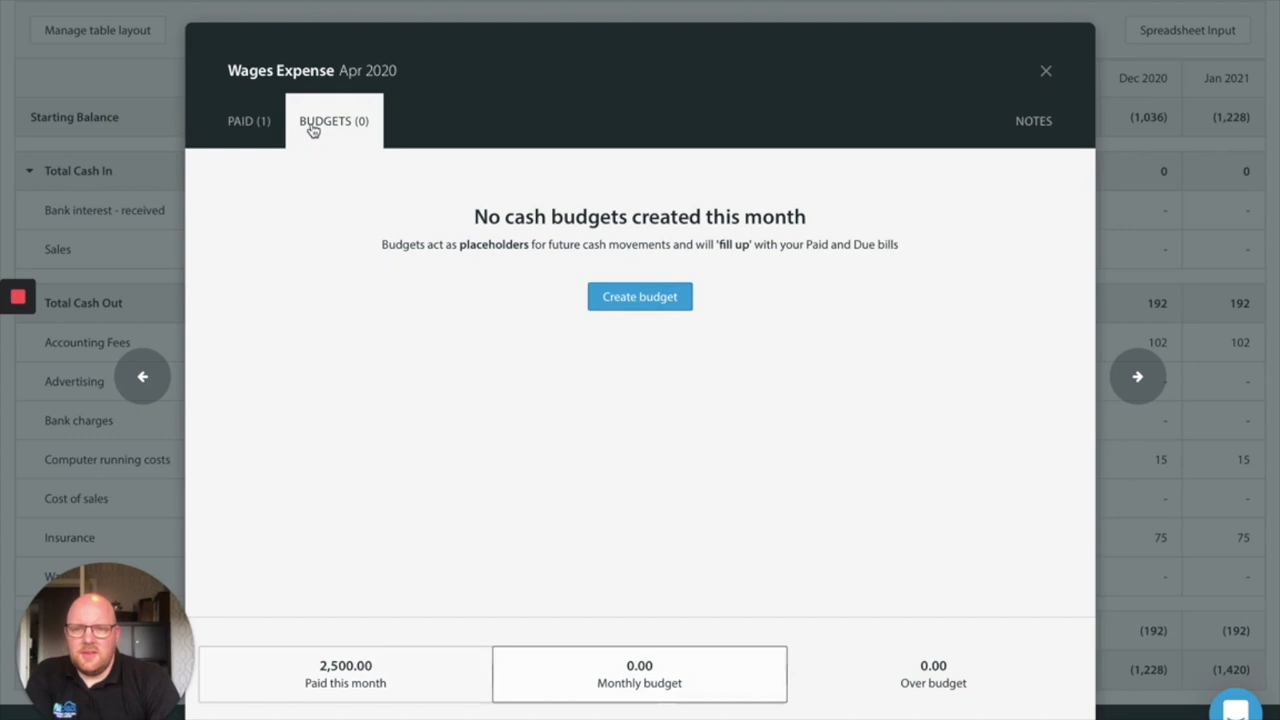 Manage table layout
Spreadsheet Input
Wages Expense Apr 2020
Dec 2020
Jan 2021
PAID (1)
BUDGETS (0)
NOTES
Starting Balance
(1,036)
(1,228)
Total Cash In
0
0
No cash budgets created this month
Bank interest - received
-
-
Budgets act as placeholders for future cash movements and will 'fill up' with your Paid and Due bills
Sales
-
-
Create budget
Total Cash Out
192
192
Accounting Fees
102
102
Advertising
-
-
Bank charges
-
-
Computer running costs
15
15
Cost of sales
-
-
Insurance
75
75
-
-
(192)
(192)
2,500.00
0.00
0.00
(1,228)
(1,420)
Paid this month
Monthly budget
Over budget